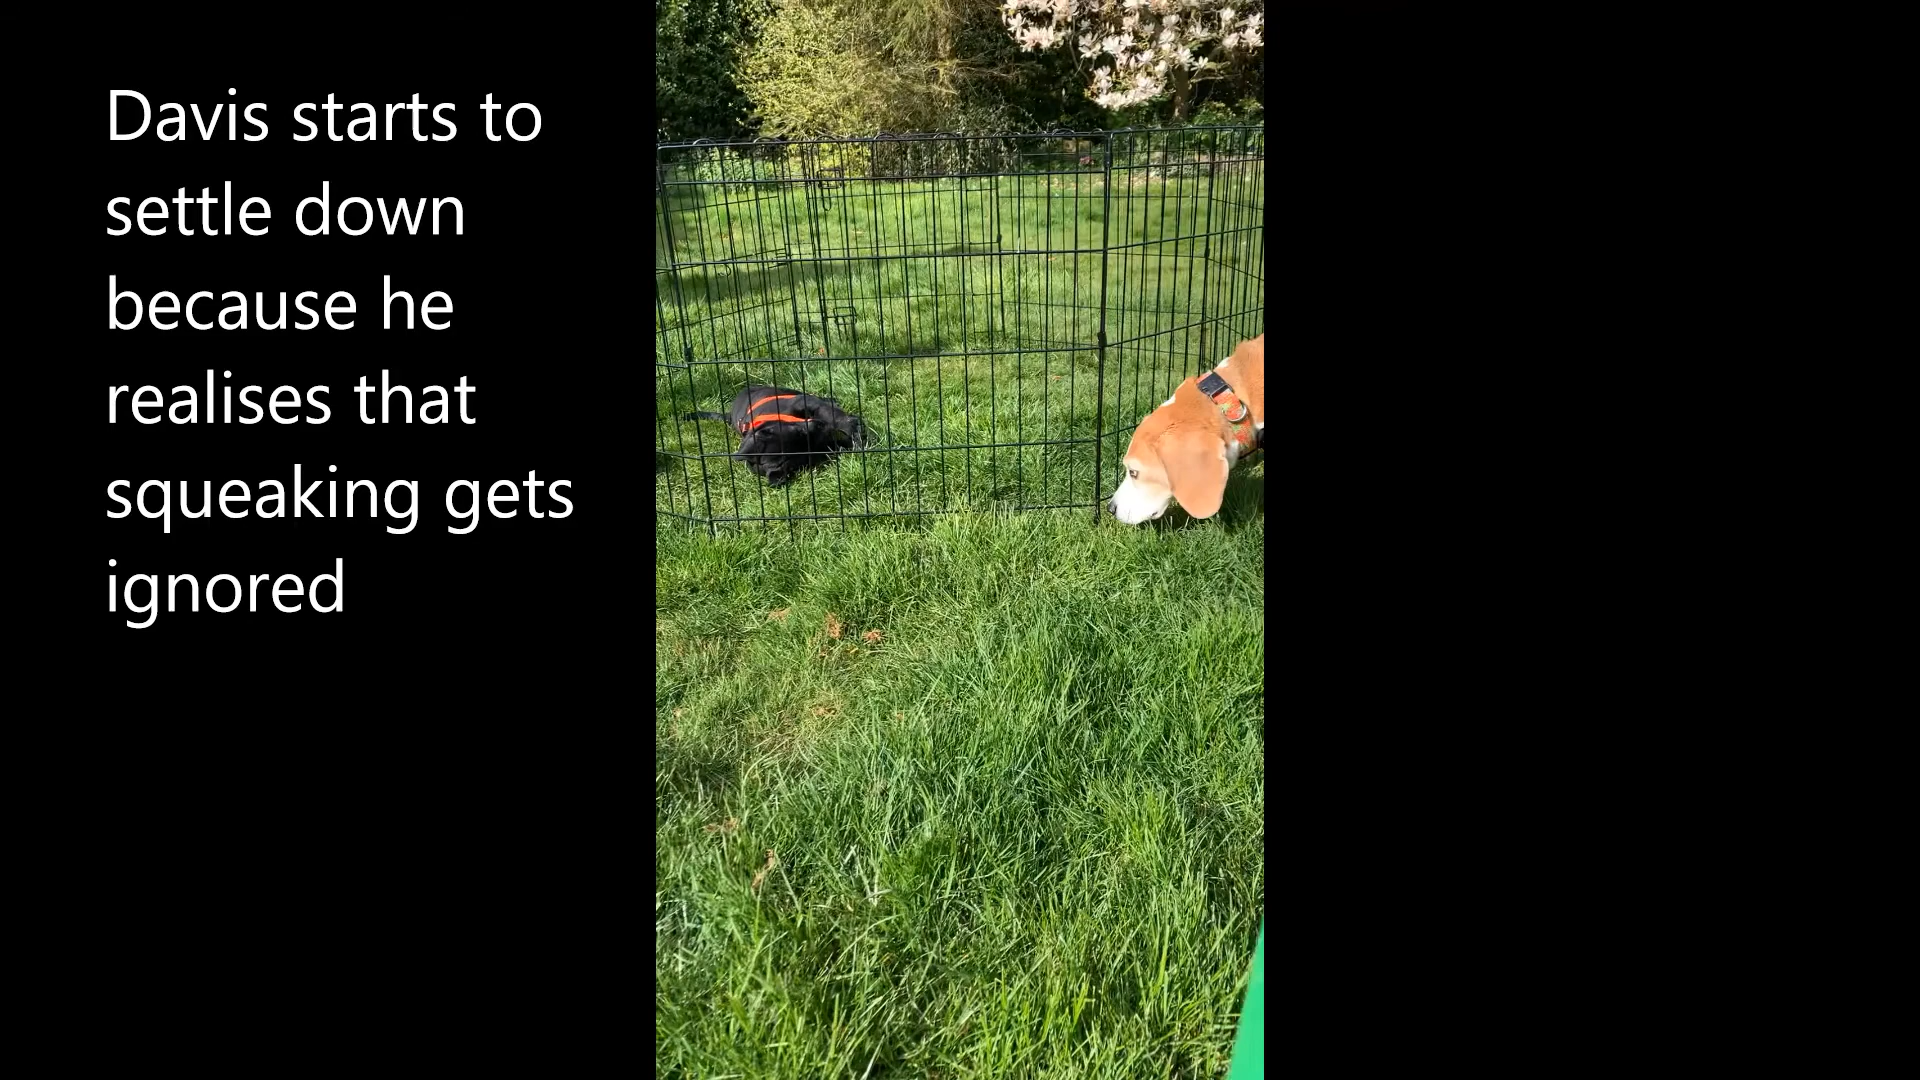 Davis starts to
settle down
because he
realises that
squeaking gets
ignored